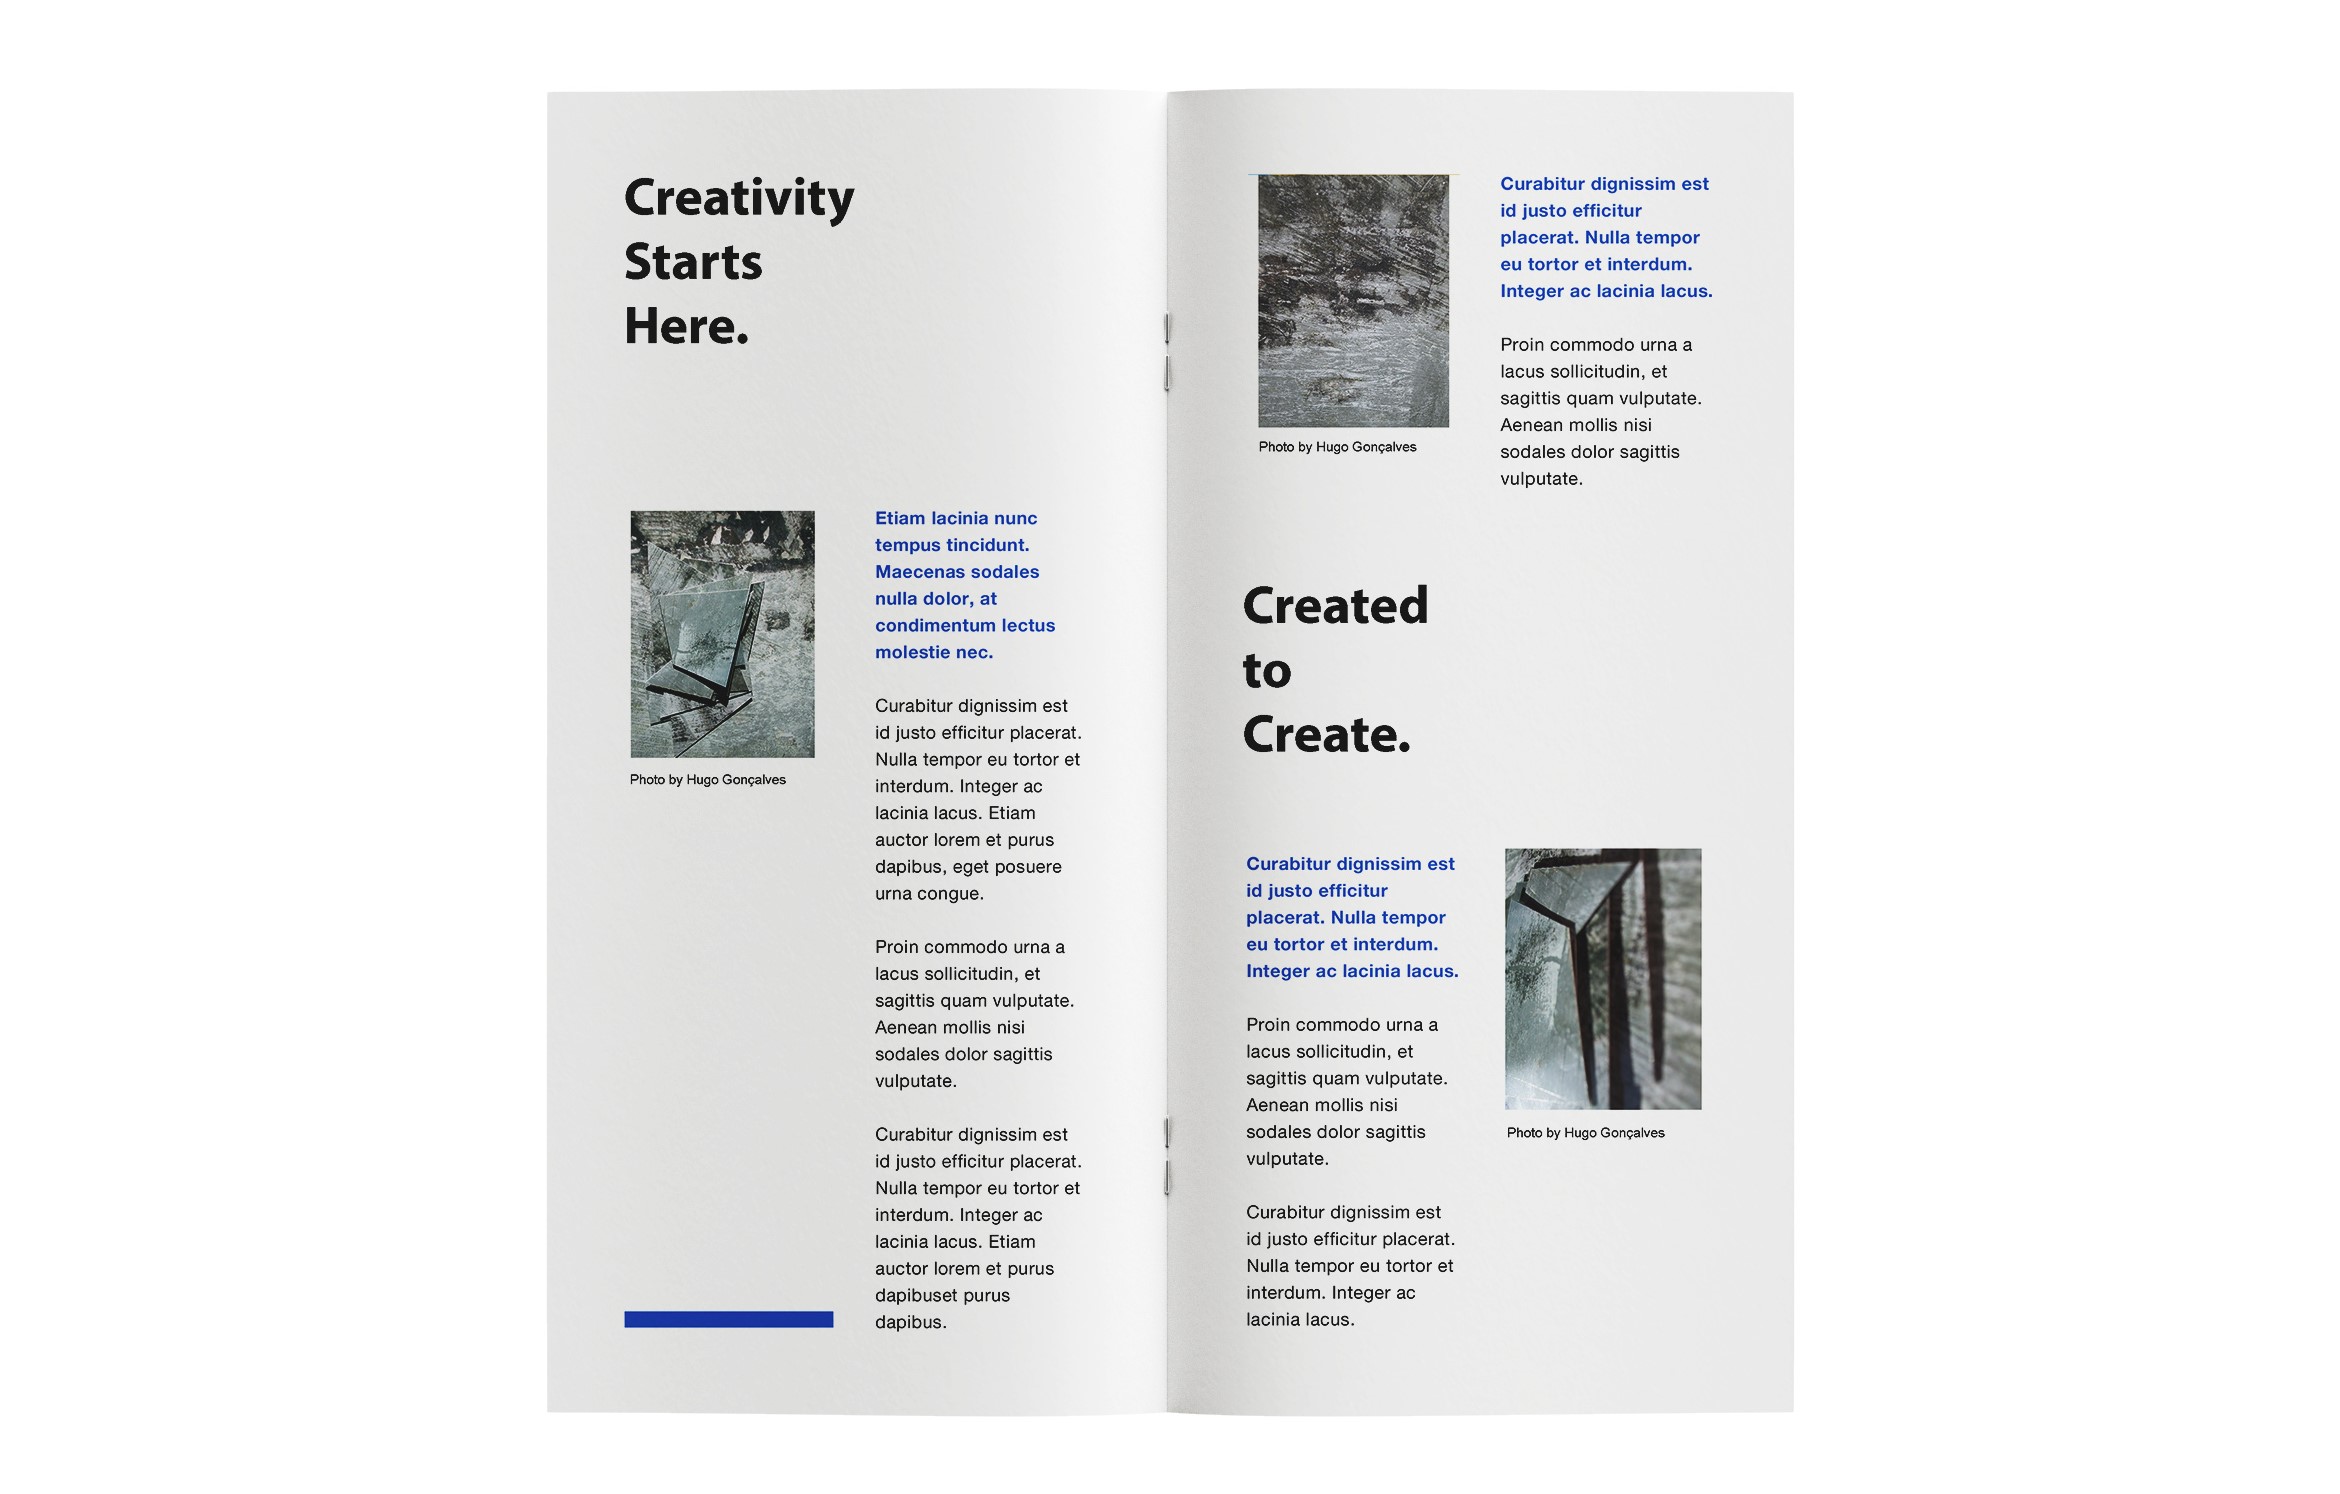 Creativity
Starts
Here.
Photo by Hugo Gonçalves
Etiam lacinia nunc
tempus tincidunt.
Maecenas sodales
nulla dolor, at
condimentum lectus
molestie nec.
Curabitur dignissim est
id justo efficitur placerat.
Nulla tempor eu tortor et
interdum. Integer ac
lacinia lacus. Etiam
auctor lorem et purus
dapibus, eget posuere
urna congue.
Proin commodo urna a
lacus sollicitudin, et
sagittis quam vulputate.
Aenean mollis nisi
sodales dolor sagittis
vulputate.
Curabitur dignissim est
id justo efficitur placerat.
Nulla tempor eu tortor et
interdum. Integer ac
lacinia lacus. Etiam
auctor lorem et purus
dapibuset purus
dapibus.
Photo by Hugo Gonçalves
Curabitur dignissim est
id justo efficitur
placerat. Nulla tempor
eu tortor et interdum.
Integer ac lacinia lacus.
Proin commodo urna a
lacus sollicitudin, et
sagittis quam vulputate.
Aenean mollis nisi
sodales dolor sagittis
vulputate.
Created
to
Create.
Curabitur dignissim est
id justo efficitur
placerat. Nulla tempor
eu tortor et interdum.
Integer ac lacinia lacus.
Proin commodo urna a
lacus sollicitudin, et
sagittis quam vulputate.
Aenean mollis nisi
sodales dolor sagittis
vulputate.
Curabitur dignissim est
id justo efficitur placerat.
Nulla tempor eu tortor et
interdum. Integer ac
lacinia lacus.
Photo by Hugo Gonçalves